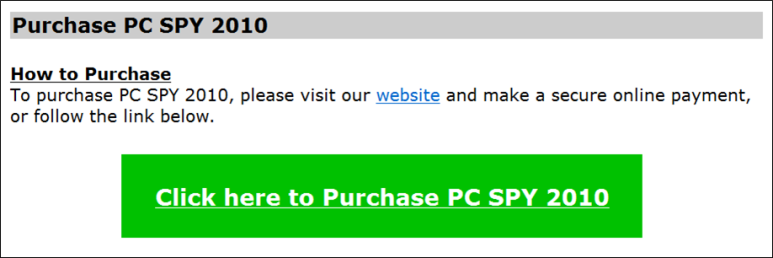 Purchase PC SPY 2010
How to Purchase
To purchase PC SPY 2010, please visit our website and make a secure online payment,
or follow the link below.
Click here to Purchase PC SPY 2010